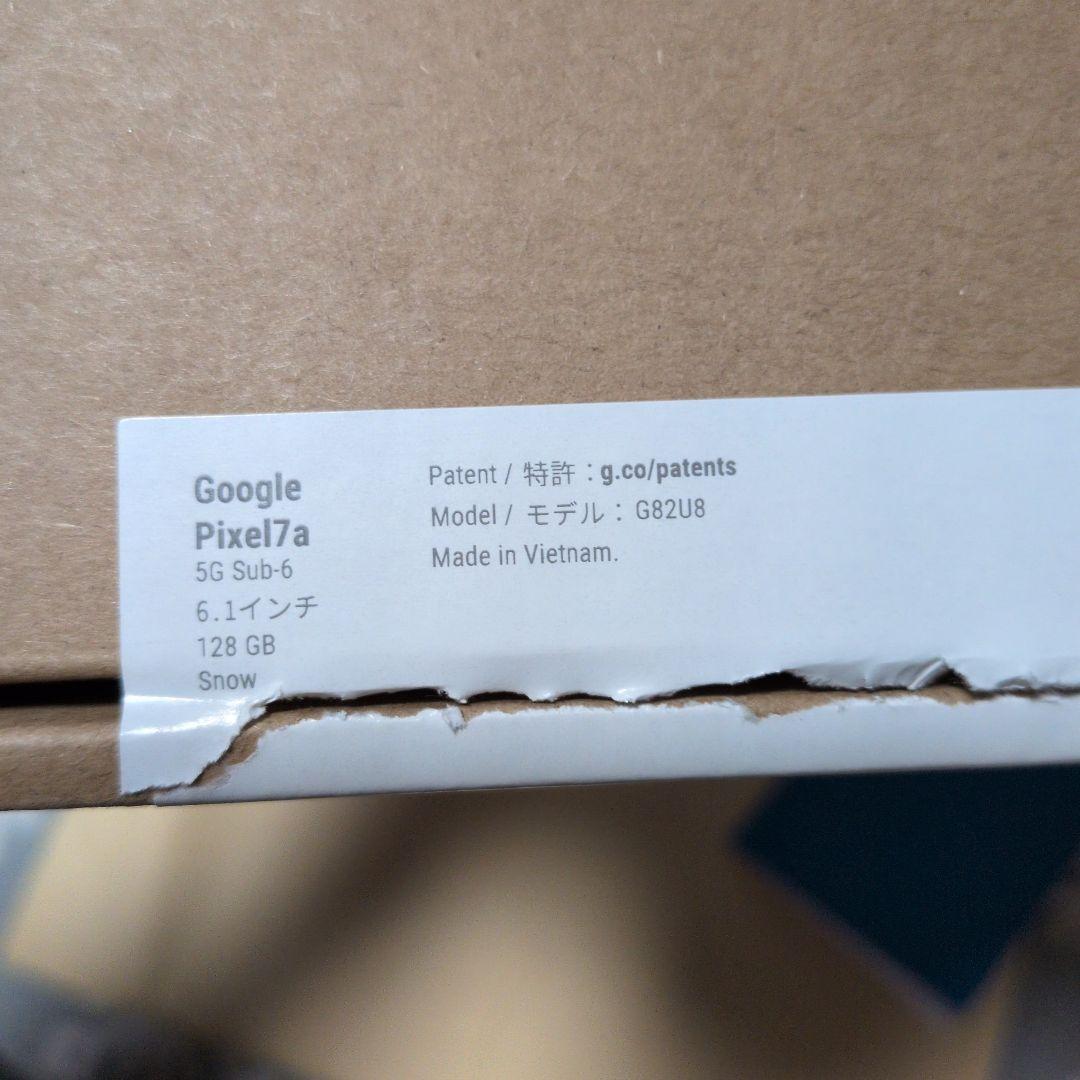 Google
Pixel7a
5G Sub-6
6.1インチ
128 GB
Snow
Patent / 特許：g.co/patents
Model / モデル：G82U8
Made in Vietnam.